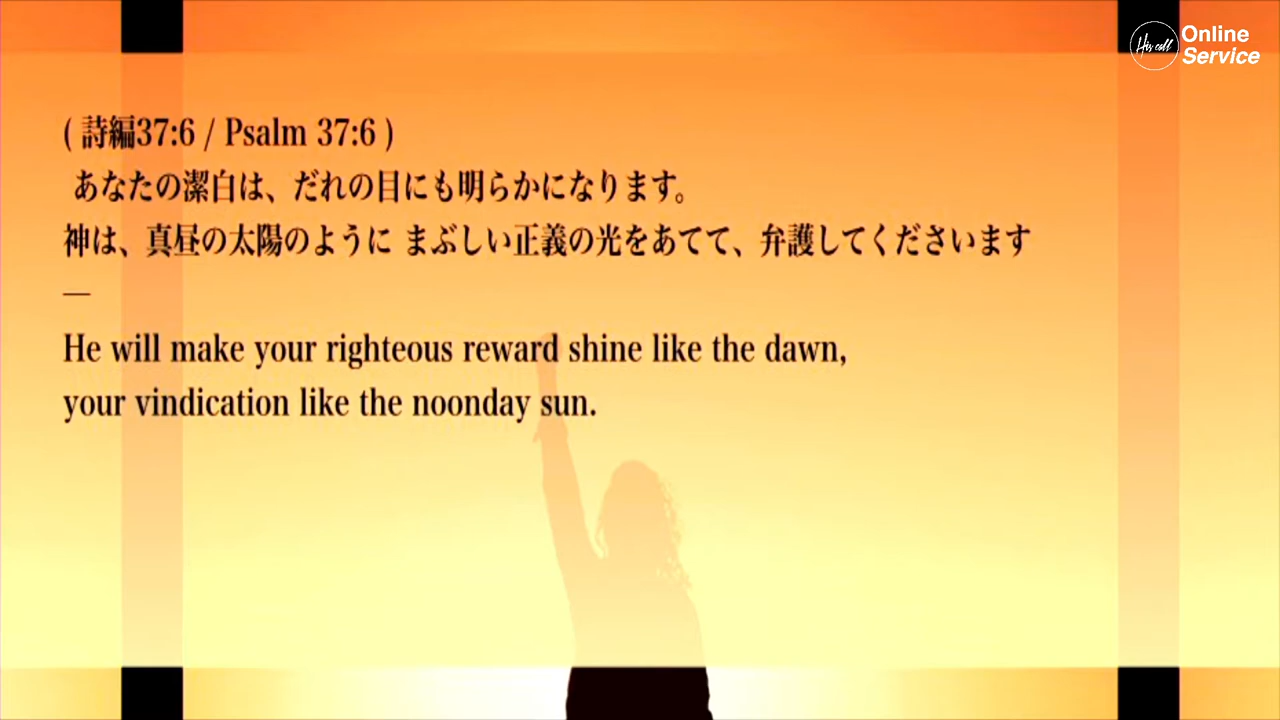 His call
Online
Service
( 詩編37:6 / Psalm 37:6 )
あなたの潔白は、だれの目にも明らかになります。
神は、真昼の太陽のように まぶしい正義の光をあてて、弁護してくださいます
—
He will make your righteous reward shine like the dawn,
your vindication like the noonday sun.